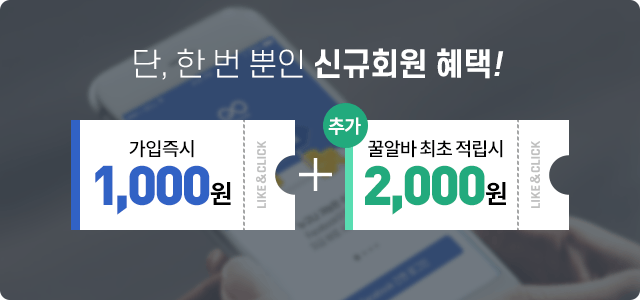 단, 한 번 뿐인 신규회원 혜택!
추가
가입즉시
1,000원
LIKE&CLICK
+
꿀알바 최초 적립시
2,000원
LIKE&CLICK